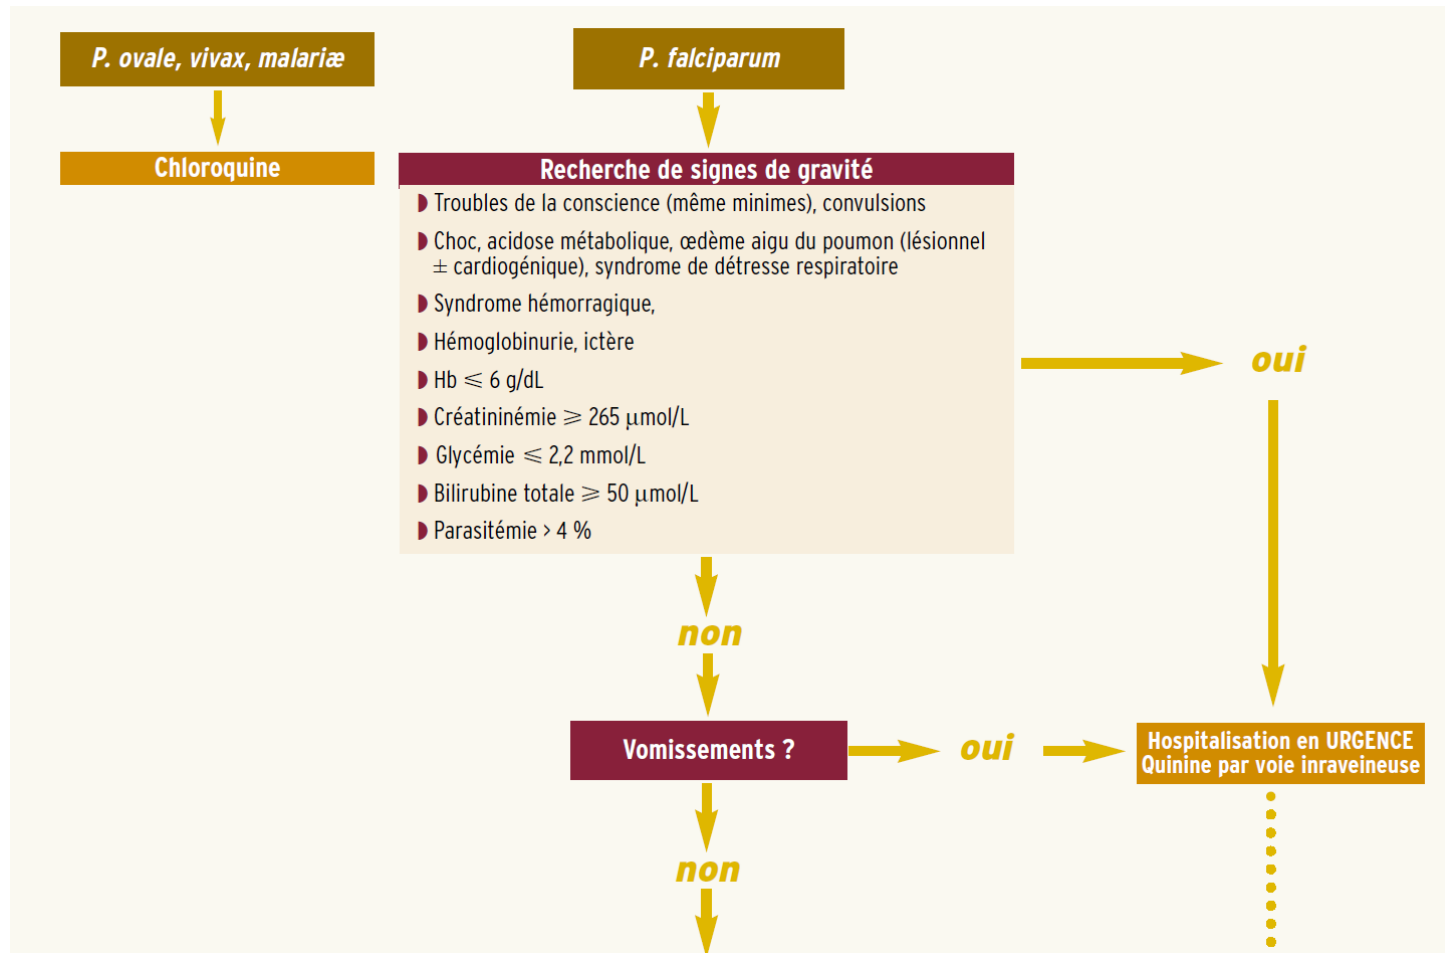 P. ovale, vivax, malariæ
P. falciparum
Chloroquine
Recherche de signes de gravité
◗ Troubles de la conscience (même minimes), convulsions
◗ Choc, acidose métabolique, œdème aigu du poumon (lésionnel
± cardiogénique), syndrome de détresse respiratoire
◗ Syndrome hémorragique,
◗ Hémoglobinurie, ictère
◗ Hb ⩽ 6 g/dL
◗ Créatininémie ⩾ 265 μmol/L
◗ Glycémie ⩽ 2,2 mmol/L
◗ Bilirubine totale ⩾ 50 μmol/L
◗ Parasitémie > 4 %
oui
non
Vomissements ?
oui
Hospitalisation en URGENCE
Quinine par voie inraveineuse
non